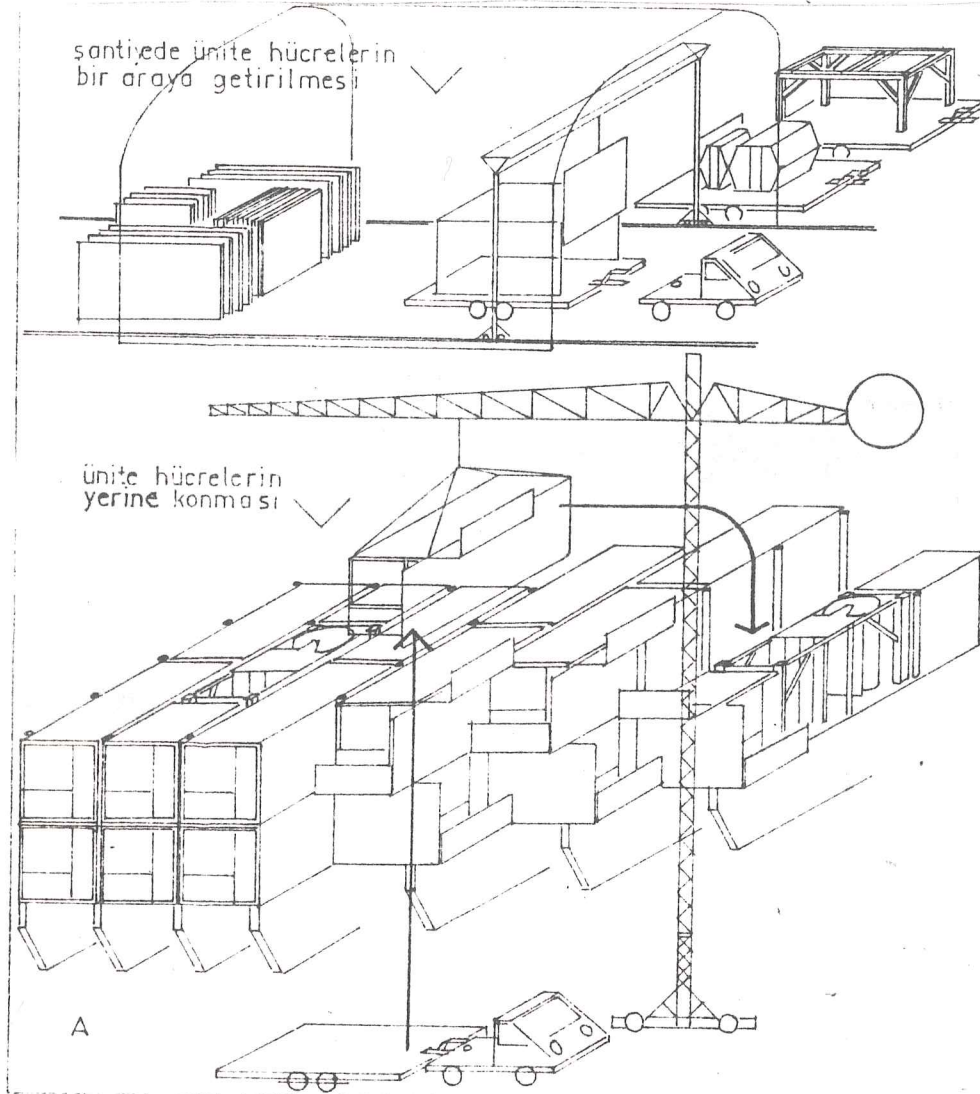 şantiyede ünite hücrelerin
bir araya getirilmesi
ünite hücrelerin
yerine konması
A